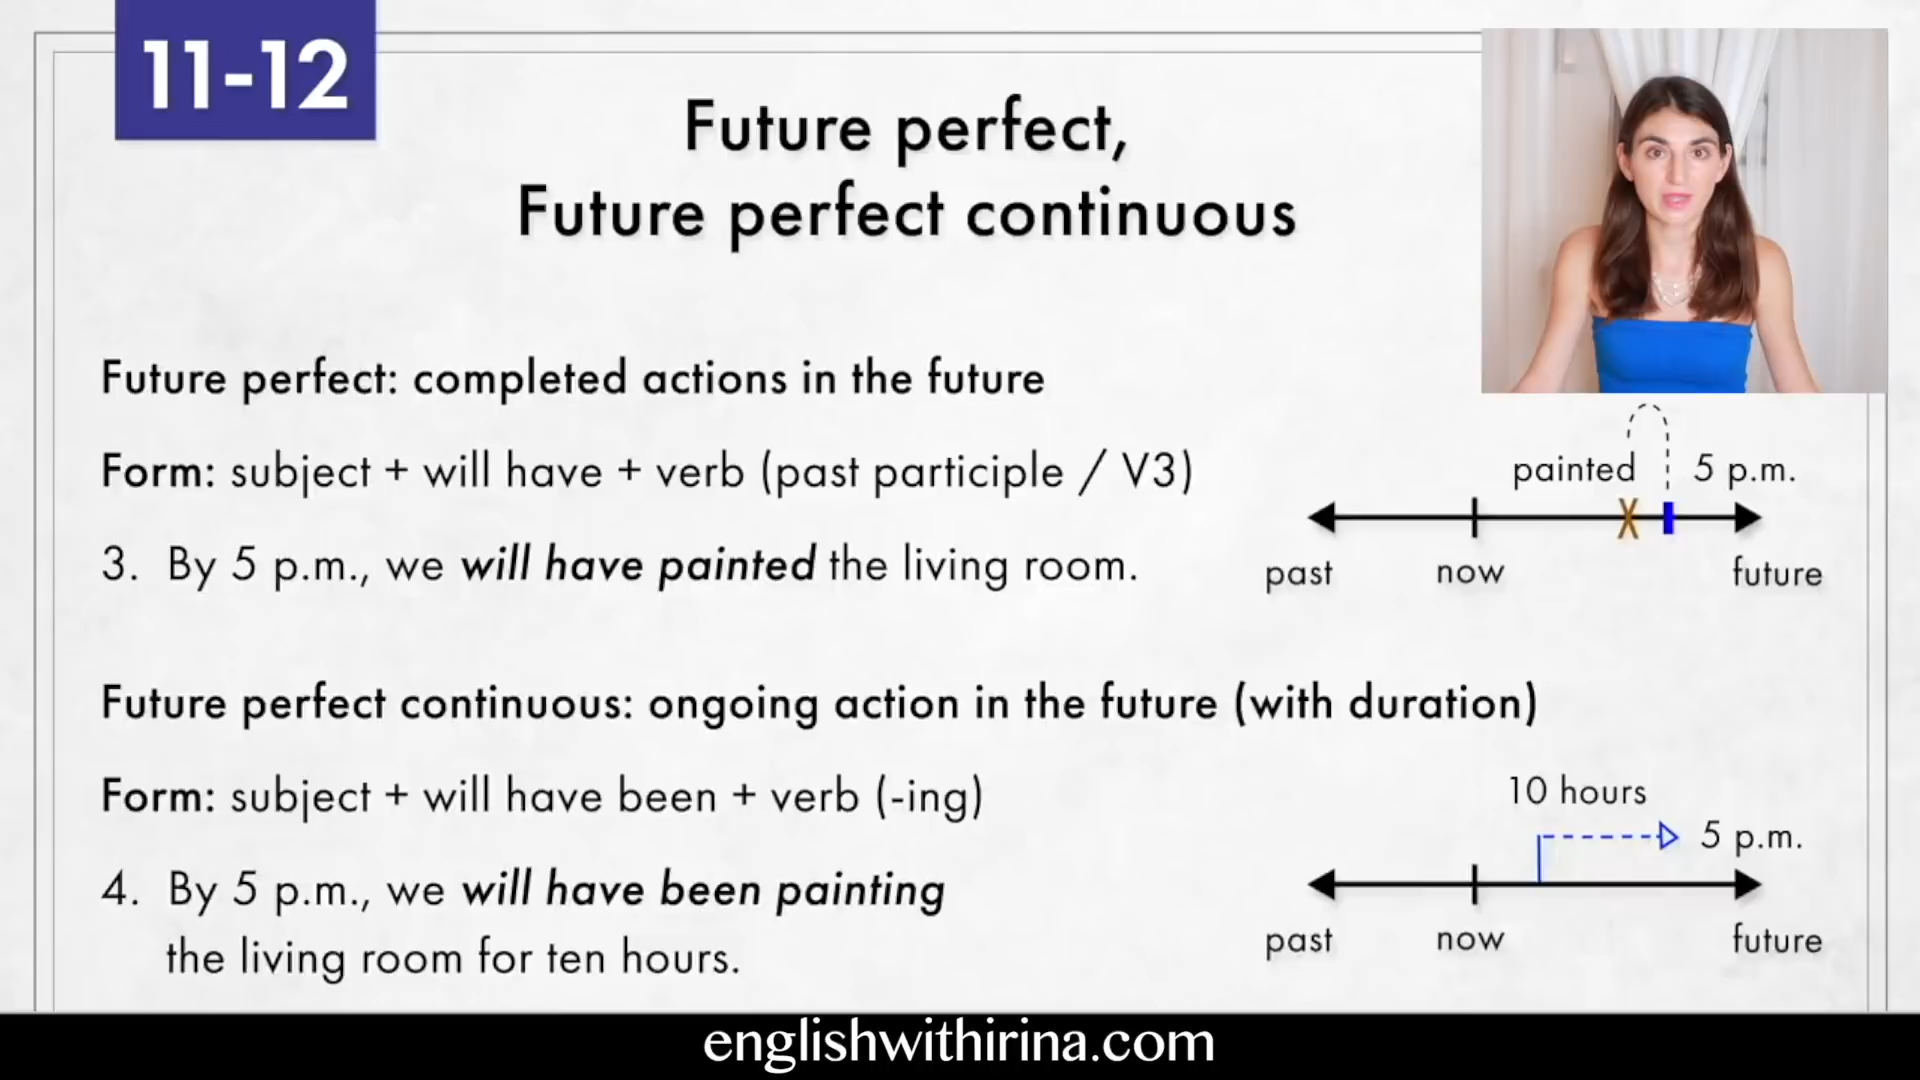 11-12
Future perfect,
Future perfect continuous
Future perfect: completed actions in the future
Form: subject + will have + verb (past participle / V3)
3. By 5 p.m., we will have painted the living room.
painted 5 p.m.
past now future
Future perfect continuous: ongoing action in the future (with duration)
Form: subject + will have been + verb (-ing)
4. By 5 p.m., we will have been painting
the living room for ten hours.
10 hours
5 p.m.
past now future
englishwithirina.com